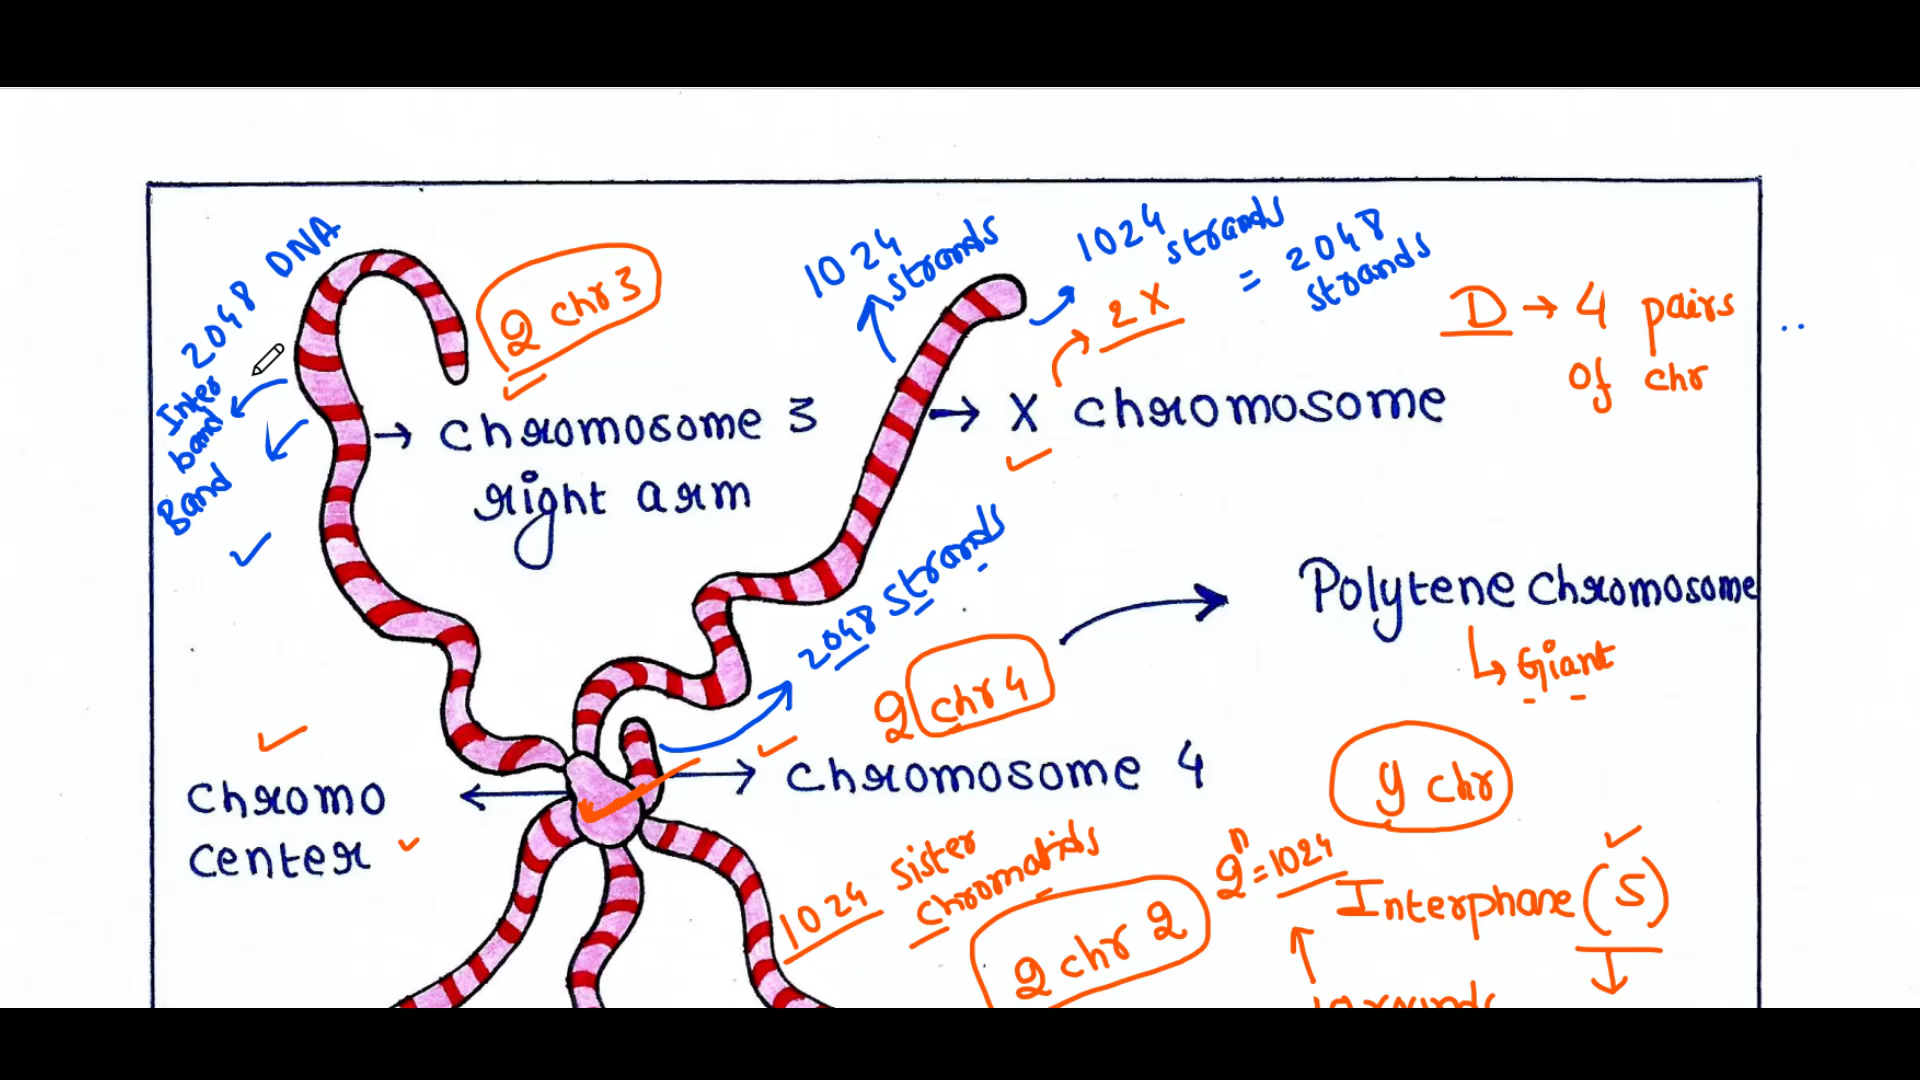 2048 DNA
Inter
band
Band
2 chr 3
Chromosome 3
right arm
1024
strands
1024
strands
= 2048
strands
2 X
X Chromosome
D → 4 pairs
of chr
2048 strands
Polytene Chromosome
Giant
2 chr 4
Chromosome 4
Chromo
center
y chr
1024 sister
chromatids
2 chr 2
2ⁿ = 1024
Interphase (S)